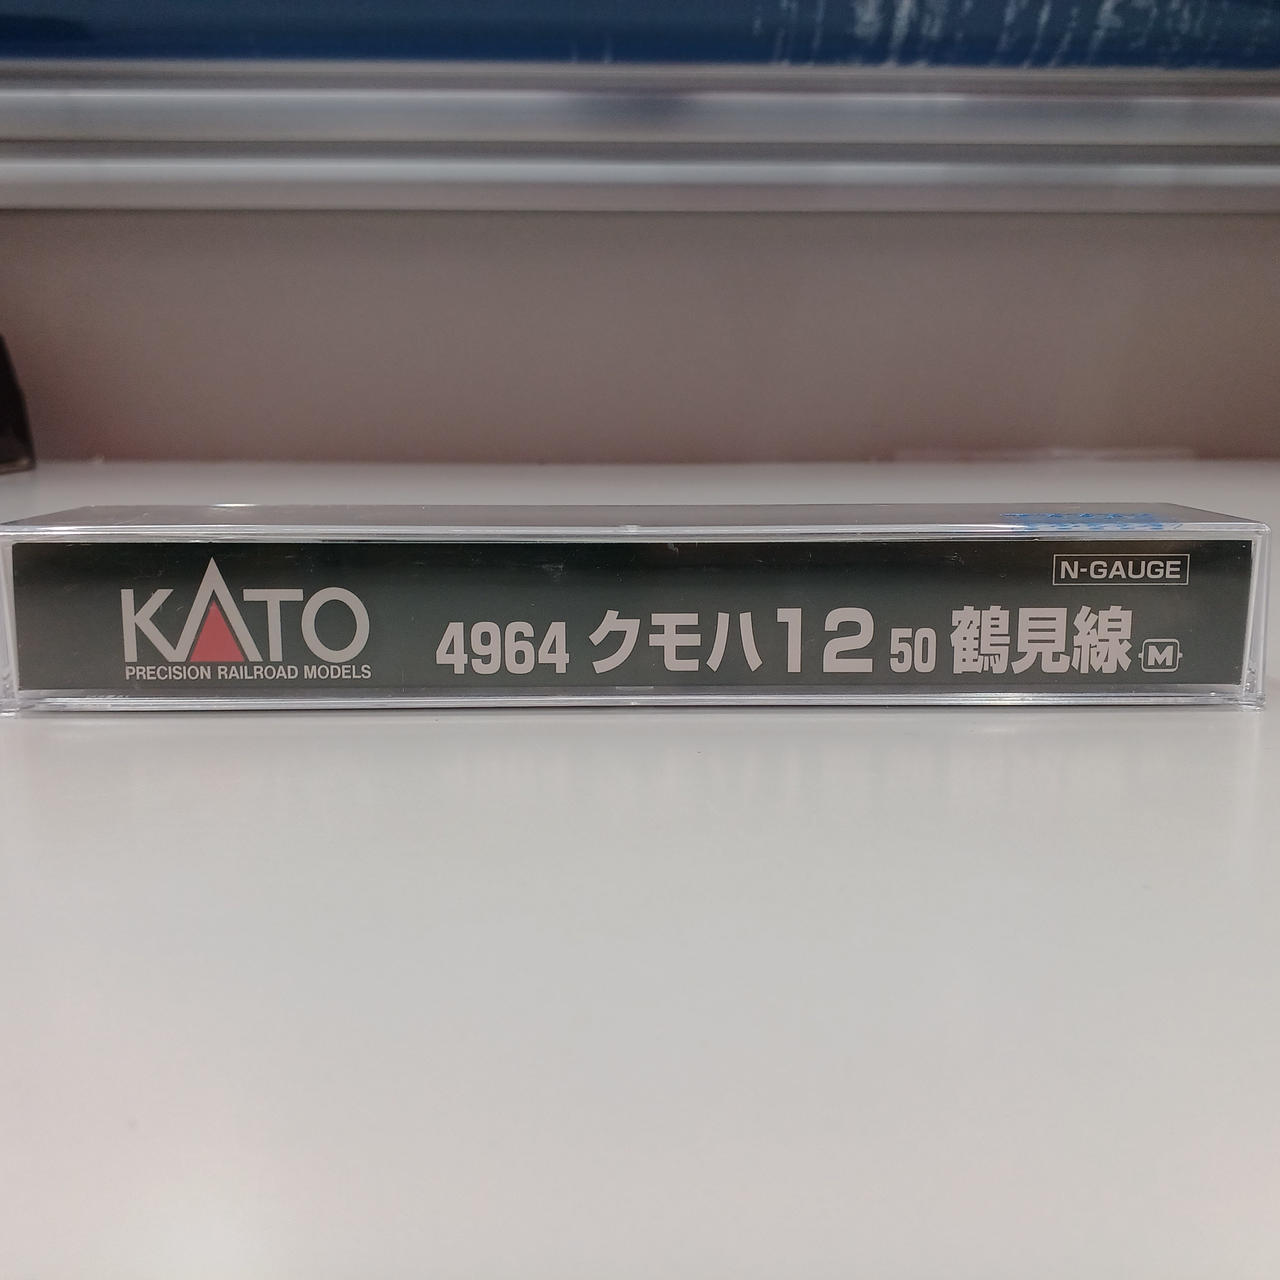 KATO
PRECISION RAILROAD MODELS
N-GAUGE
4964 クモハ12 50 鶴見線 M